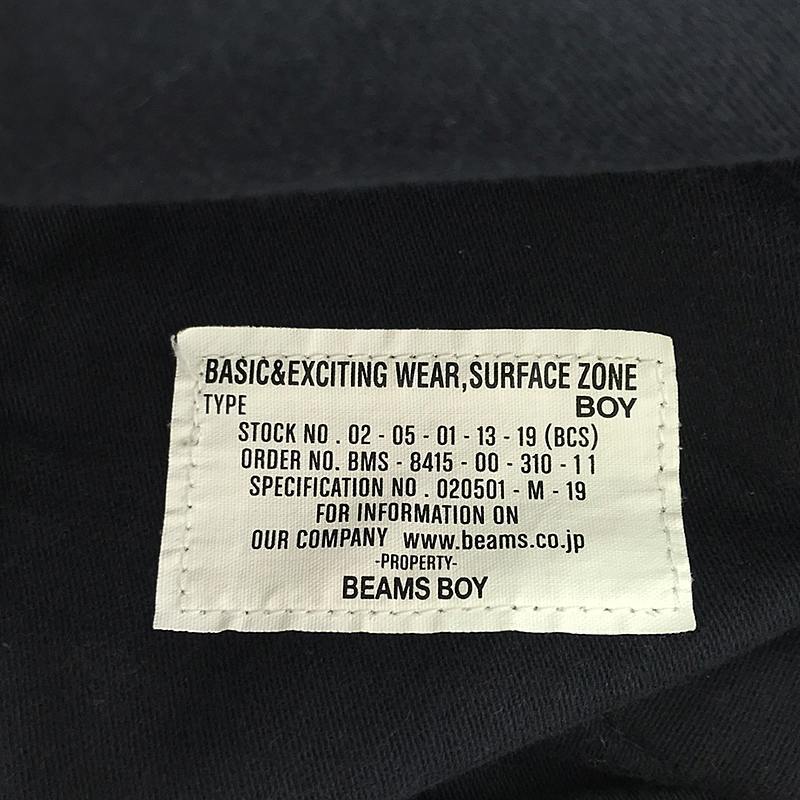 BASIC&EXCITING WEAR,SURFACE ZONE
TYPE BOY
STOCK NO . 02 - 05 - 01 - 13 - 19 (BCS)
ORDER NO. BMS - 8415 - 00 - 310 - 11
SPECIFICATION NO . 020501 - M - 19
FOR INFORMATION ON
OUR COMPANY www.beams.co.jp
-PROPERTY-
BEAMS BOY